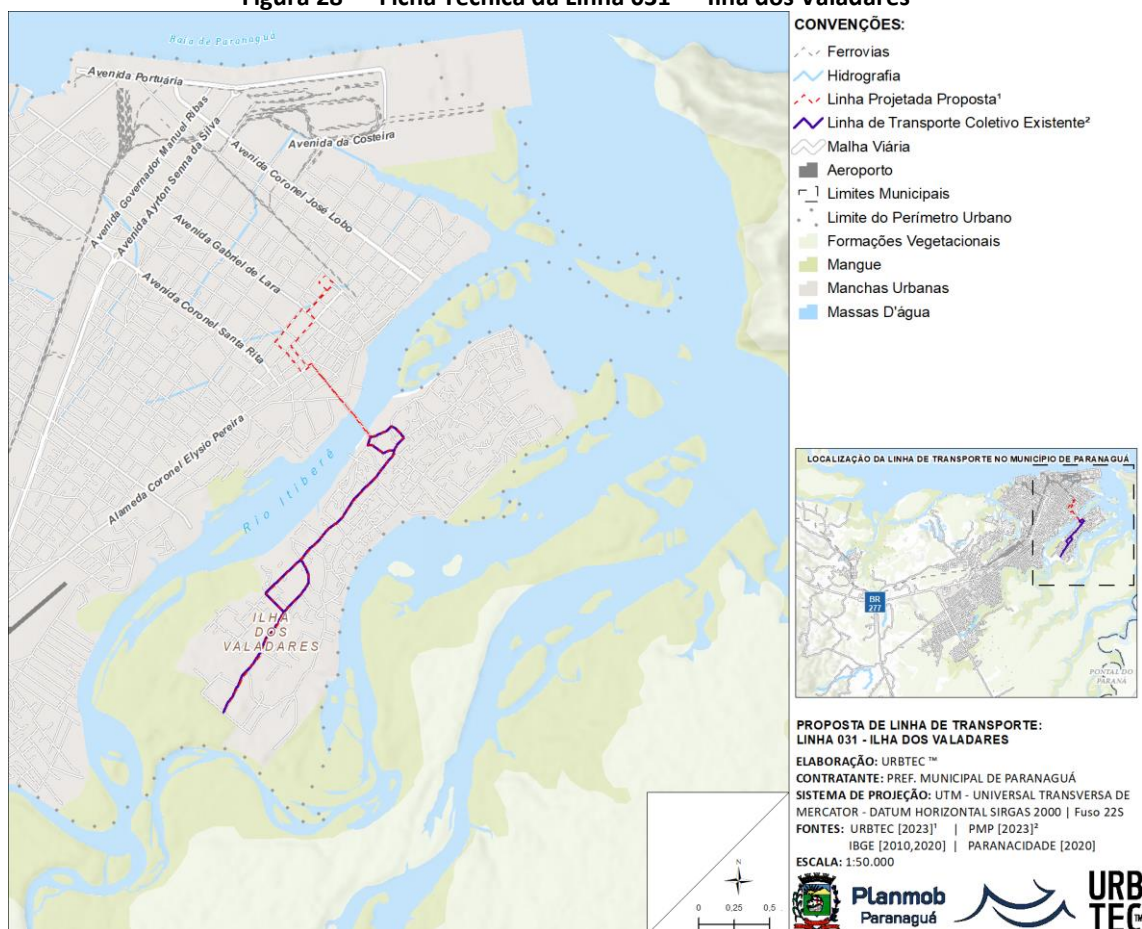 Figura 28 — Ficha Técnica da Linha 031 — Ilha dos Valadares
Baía de Paranaguá
Avenida Portuária
Avenida Governador Manuel Ribas
Avenida Ayrton Senna da Silva
Avenida da Costeira
Avenida Coronel José Lobo
Avenida Gabriel de Lara
Avenida Coronel Santa Rita
Alameda Coronel Elysio Pereira
Rio Itiberê
ILHA
DOS
VALADARES
N
0 0,25 0,5
CONVENÇÕES:
Ferrovias
Hidrografia
Linha Projetada Proposta¹
Linha de Transporte Coletivo Existente²
Malha Viária
Aeroporto
Limites Municipais
Limite do Perímetro Urbano
Formações Vegetacionais
Mangue
Manchas Urbanas
Massas D'água
LOCALIZAÇÃO DA LINHA DE TRANSPORTE NO MUNICÍPIO DE PARANAGUÁ
BR
277
PONTAL DO
PARANÁ
PROPOSTA DE LINHA DE TRANSPORTE:
LINHA 031 - ILHA DOS VALADARES
ELABORAÇÃO: URBTEC ™
CONTRATANTE: PREF. MUNICIPAL DE PARANAGUÁ
SISTEMA DE PROJEÇÃO: UTM - UNIVERSAL TRANSVERSA DE
MERCATOR - DATUM HORIZONTAL SIRGAS 2000 | Fuso 22S
FONTES: URBTEC [2023]¹ | PMP [2023]²
IBGE [2010,2020] | PARANACIDADE [2020]
ESCALA: 1:50.000
Planmob
Paranaguá
URB
TEC™